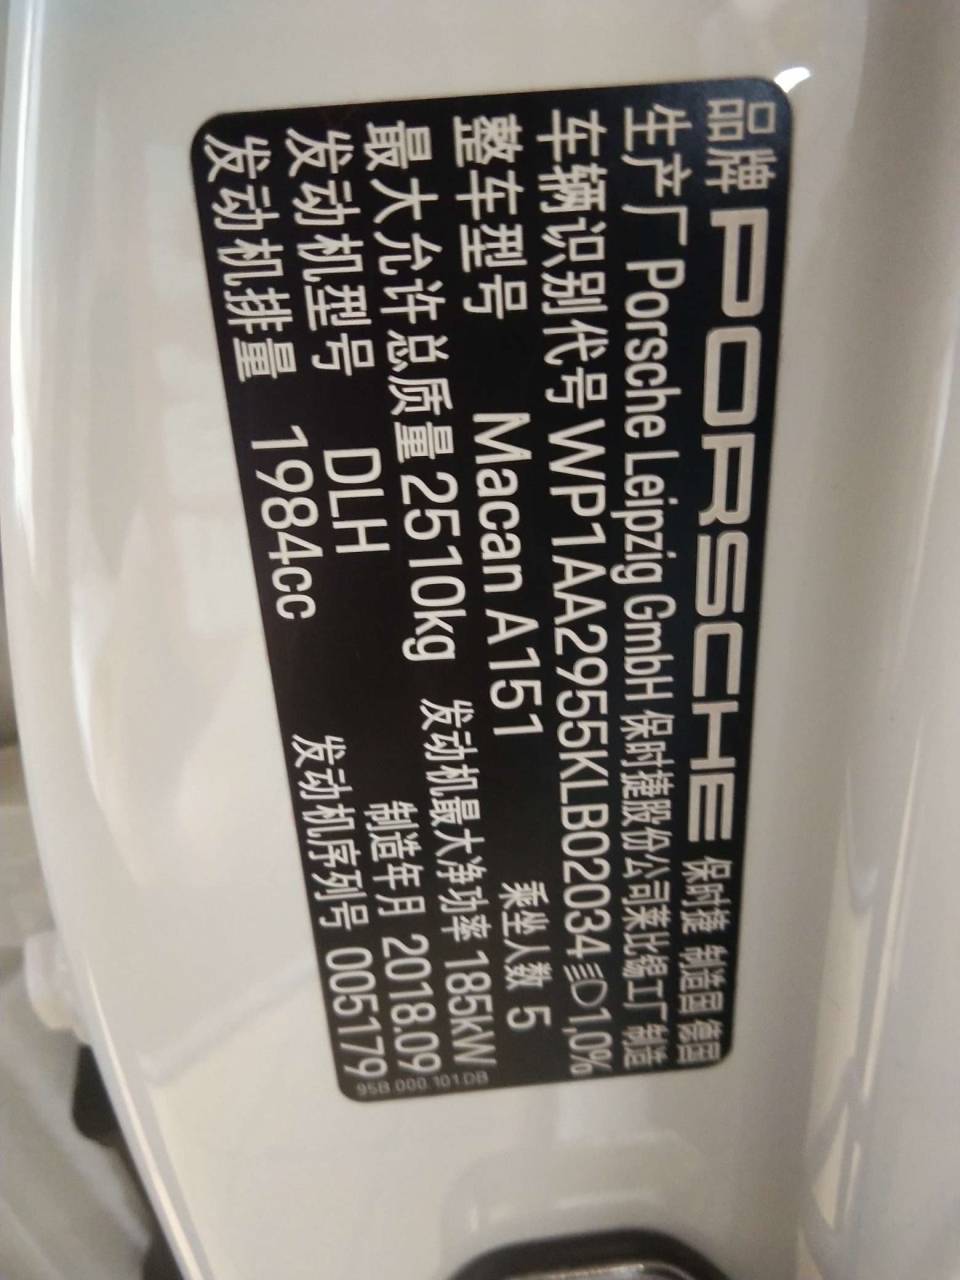 品牌 PORSCHE 保时捷 制造国 德国
生产厂 Porsche Leipzig GmbH 保时捷股份公司莱比锡工厂 制造
车辆识别代号 WP1AA2955KLB02034 1,0%
整车型号 Macan A151 乘坐人数 5
最大允许总质量 2510kg 发动机最大净功率 185kW
发动机型号 DLH 制造年月 2018.09
发动机排量 1984cc 发动机序列号 005179
95B.000.101.DB